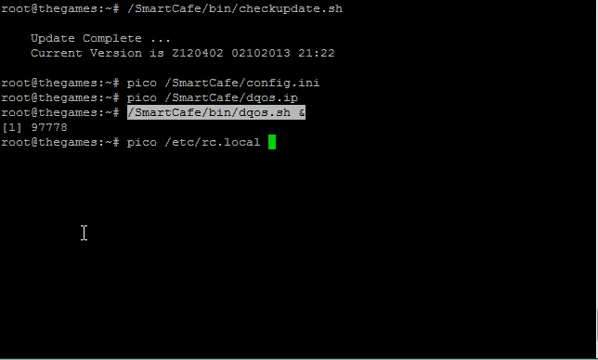 root@thegames:~# /SmartCafe/bin/checkupdate.sh
Update Complete ...
Current Version is Z120402 02102013 21:22
root@thegames:~# pico /SmartCafe/config.ini
root@thegames:~# pico /SmartCafe/dqos.ip
root@thegames:~# /SmartCafe/bin/dqos.sh &
[1] 97778
root@thegames:~# pico /etc/rc.local